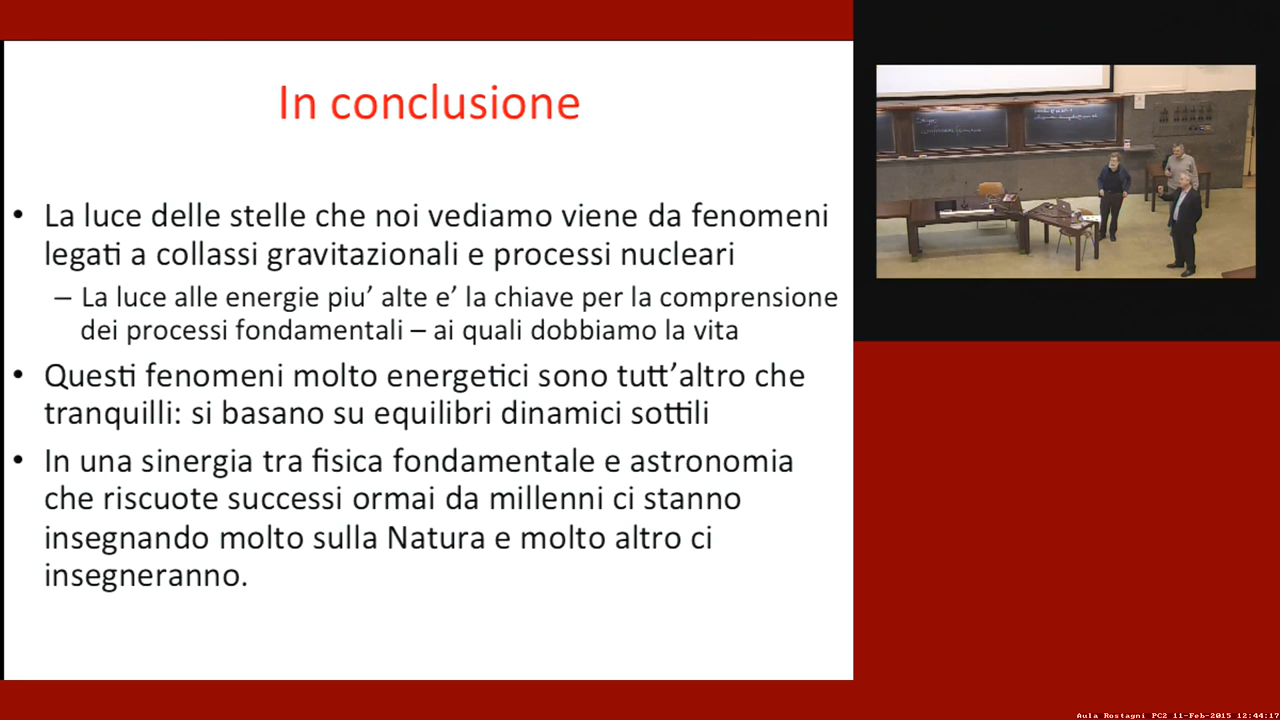 In conclusione
• La luce delle stelle che noi vediamo viene da fenomeni
legati a collassi gravitazionali e processi nucleari
– La luce alle energie piu’ alte e’ la chiave per la comprensione
dei processi fondamentali – ai quali dobbiamo la vita
• Questi fenomeni molto energetici sono tutt’altro che
tranquilli: si basano su equilibri dinamici sottili
• In una sinergia tra fisica fondamentale e astronomia
che riscuote successi ormai da millenni ci stanno
insegnando molto sulla Natura e molto altro ci
insegneranno.
Aula Rostagni PC2 11-Feb-2015 12:44:17